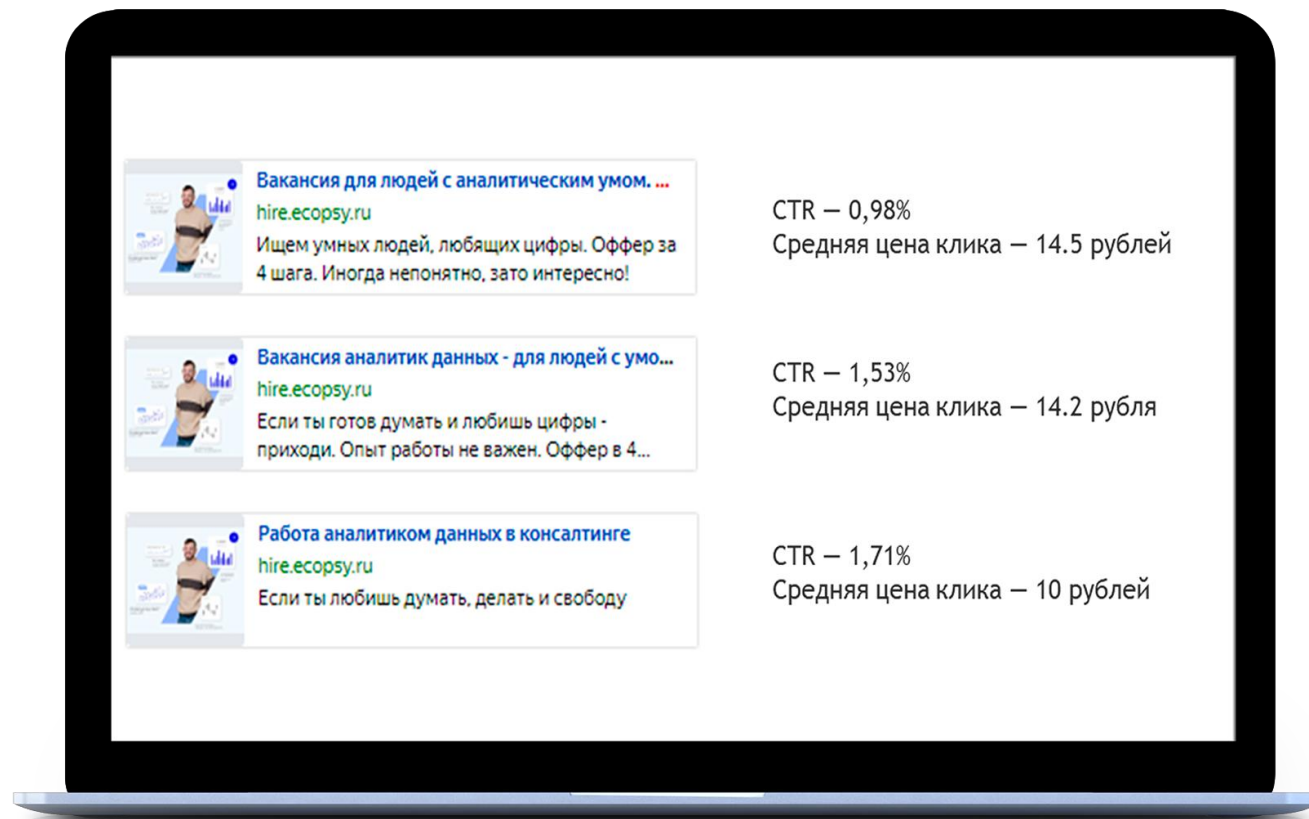 Вакансия для людей с аналитическим умом. ...
hire.ecopsy.ru
Ищем умных людей, любящих цифры. Оффер за
4 шага. Иногда непонятно, зато интересно!
CTR — 0,98%
Средняя цена клика — 14.5 рублей
Вакансия аналитик данных - для людей с умо...
hire.ecopsy.ru
Если ты готов думать и любишь цифры -
приходи. Опыт работы не важен. Оффер в 4...
CTR — 1,53%
Средняя цена клика — 14.2 рубля
Работа аналитиком данных в консалтинге
hire.ecopsy.ru
Если ты любишь думать, делать и свободу
CTR — 1,71%
Средняя цена клика — 10 рублей